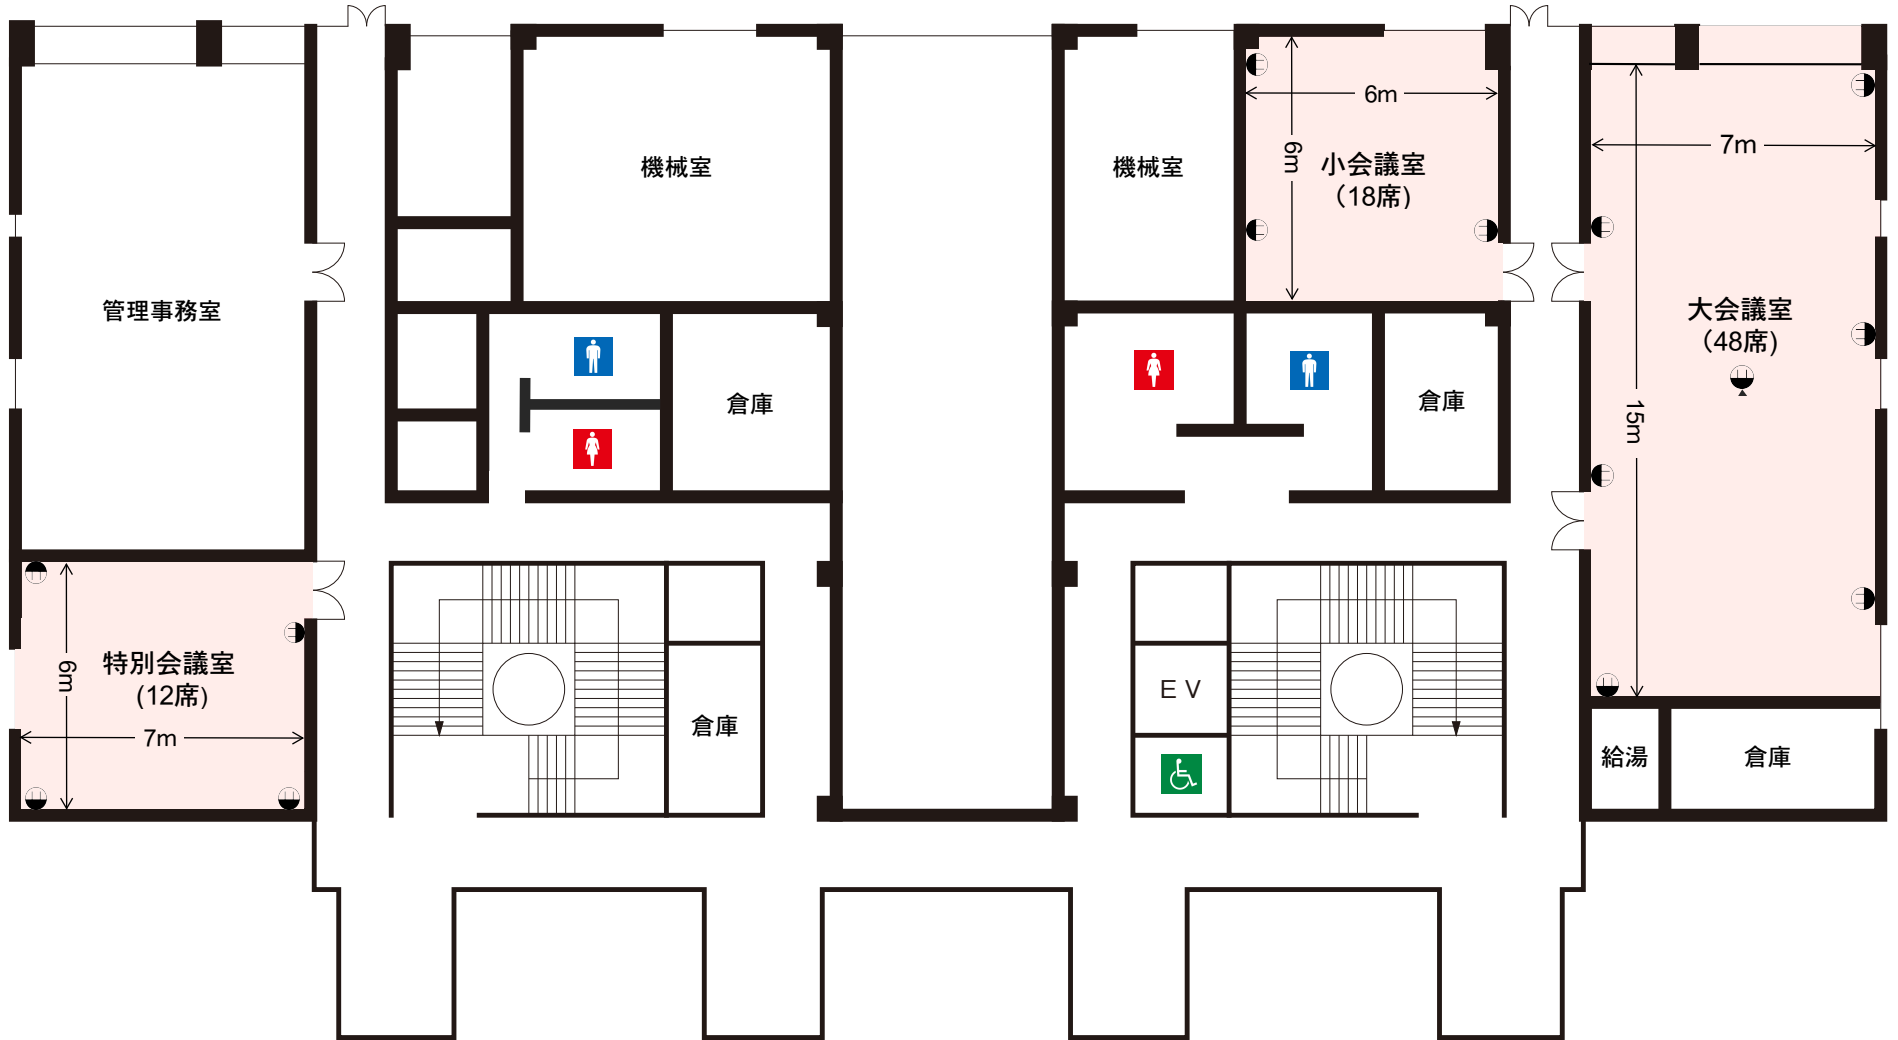 機械室
6m
6m
小会議室
（18席)
機械室
7m
15m
大会議室
（48席)
管理事務室
倉庫
倉庫
特別会議室
(12席)
6m
7m
倉庫
ＥＶ
給湯
倉庫